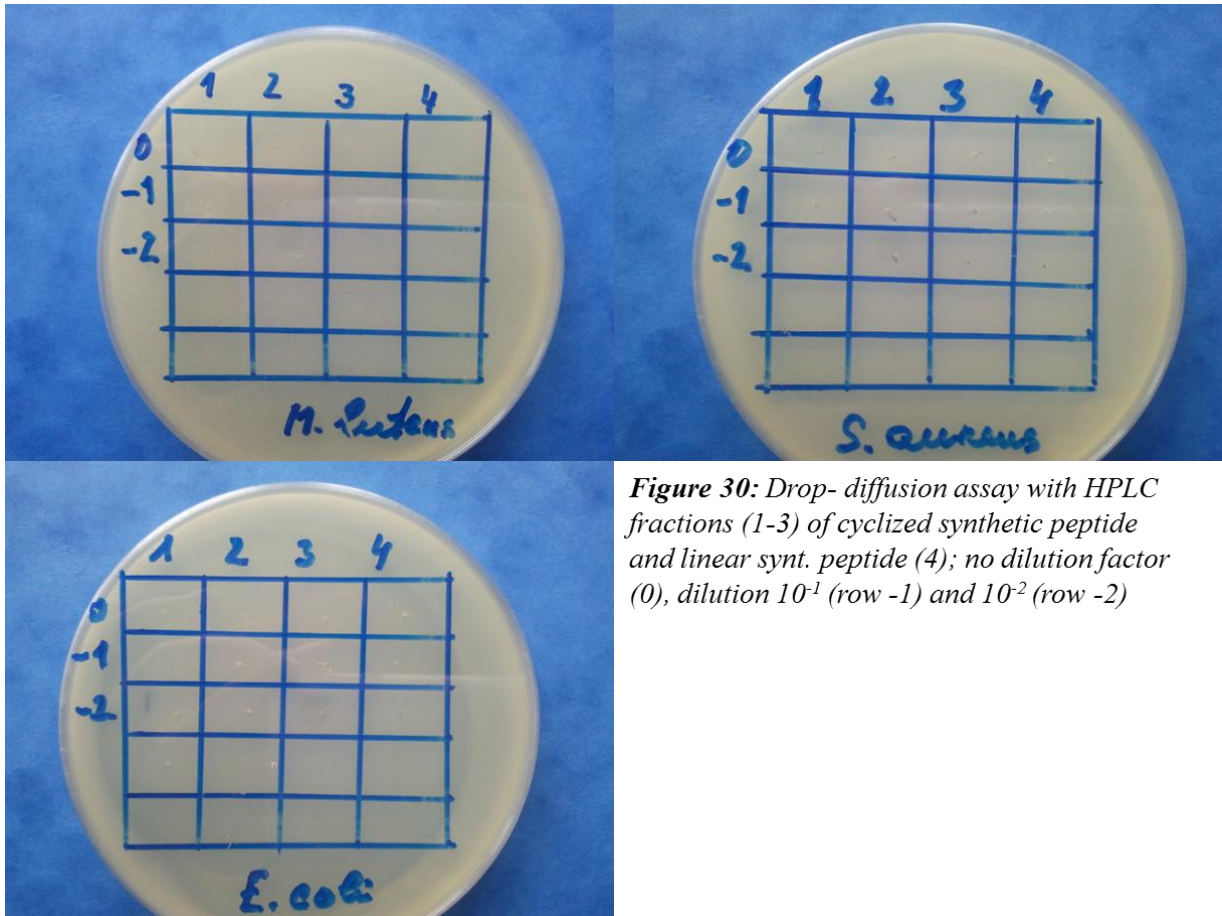 1 2 3 4
0
-1
-2
M. luteus
1 2 3 4
0
-1
-2
S. aureus
1 2 3 4
0
-1
-2
E. coli
Figure 30: Drop- diffusion assay with HPLC
fractions (1-3) of cyclized synthetic peptide
and linear synt. peptide (4); no dilution factor
(0), dilution 10⁻¹ (row -1) and 10⁻² (row -2)